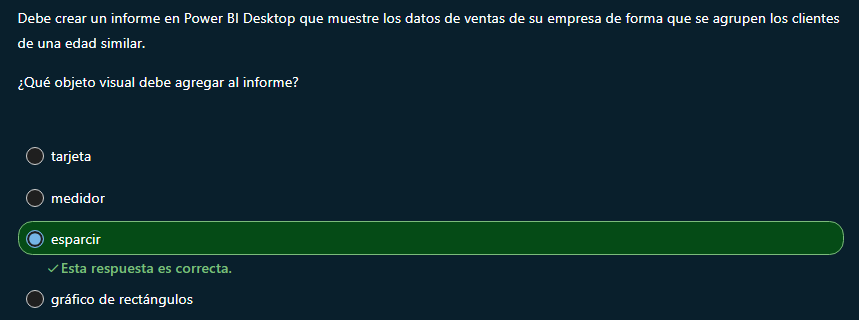 Debe crear un informe en Power BI Desktop que muestre los datos de ventas de su empresa de forma que se agrupen los clientes
de una edad similar.
¿Qué objeto visual debe agregar al informe?
tarjeta
medidor
esparcir
✓Esta respuesta es correcta.
gráfico de rectángulos